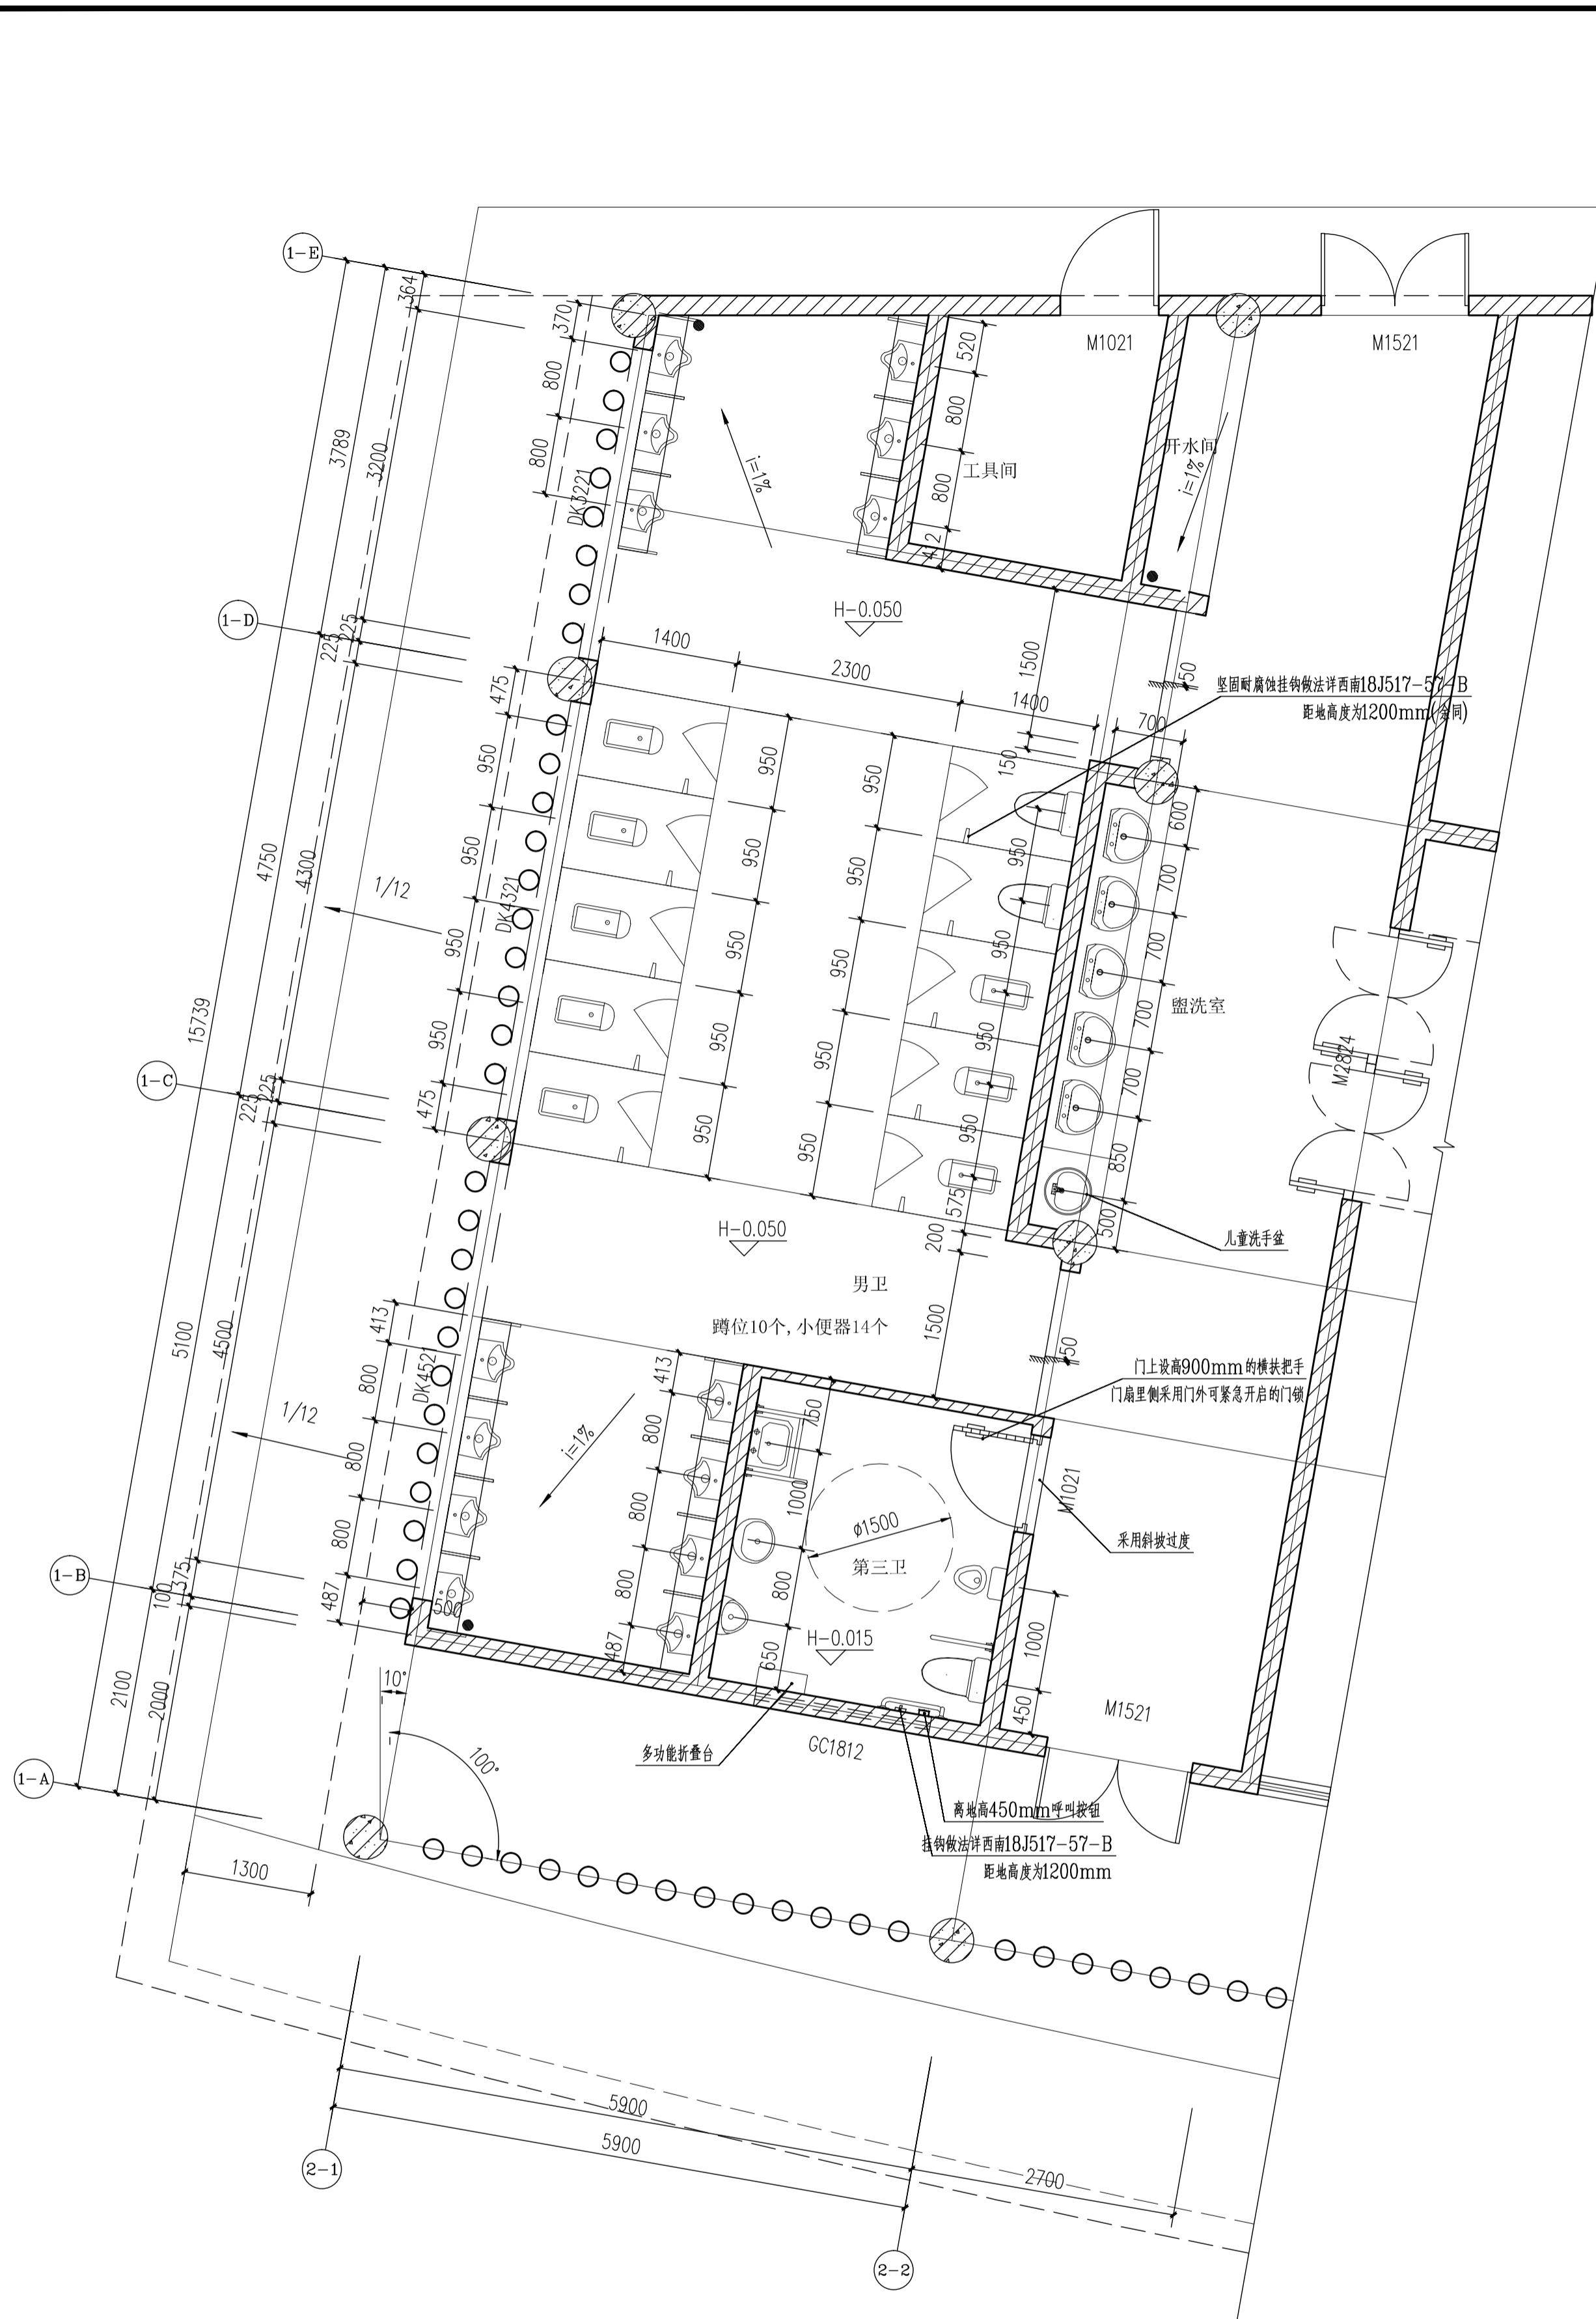 1-E
364
370
800
800
3789
3200
DK3221
i=1%
520
800
800
412
工具间
M1021
开水间
i=1%
M1521
1-D
225
225
H-0.050
1400
2300
1400
1500
150
700
50
坚固耐腐蚀挂钩做法详西南18J517-57-B
距地高度为1200mm(余同)
475
950
950
950
950
475
4750
4300
DK4321
1/12
15739
950
950
950
950
950
950
950
950
950
950
950
950
950
950
575
200
600
700
700
700
700
850
500
盥洗室
M2824
儿童洗手盆
1-C
225
225
H-0.050
男卫
蹲位10个,小便器14个
1500
50
门上设高900mm的横扶把手
门扇里侧采用门外可紧急开启的门锁
413
800
800
800
487
5100
4500
DK4521
1/12
i=1%
413
800
800
800
487
500
750
1000
800
650
ø1500
第三卫
H-0.015
M1021
采用斜坡过度
1000
450
M1521
1-B
100
375
2100
2000
10°
100°
多功能折叠台
GC1812
离地高450mm呼叫按钮
挂钩做法详西南18J517-57-B
距地高度为1200mm
1-A
1300
5900
5900
2700
2-1
2-2